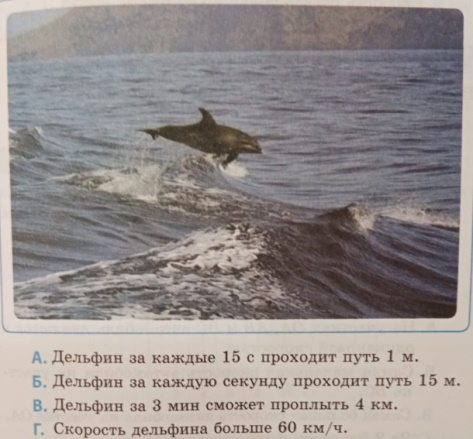 А. Дельфин за каждые 15 с проходит путь 1 м.
Б. Дельфин за каждую секунду проходит путь 15 м.
В. Дельфин за 3 мин сможет проплыть 4 км.
Г. Скорость дельфина больше 60 км/ч.